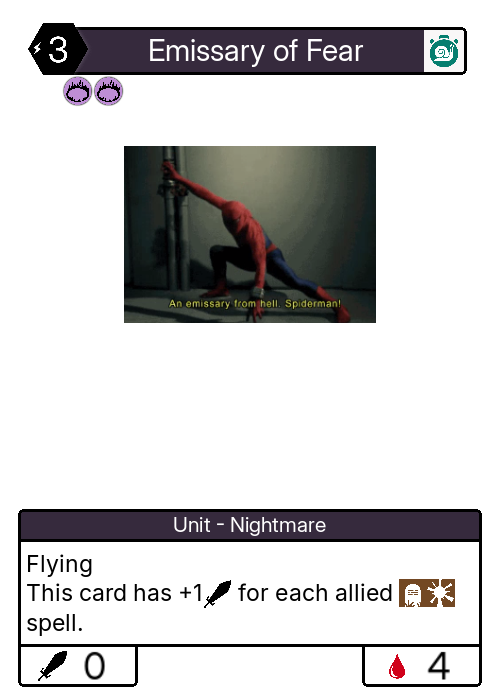 3
Emissary of Fear
An emissary from hell, Spiderman!
Unit - Nightmare
Flying
This card has +1 for each allied
spell.
0
4